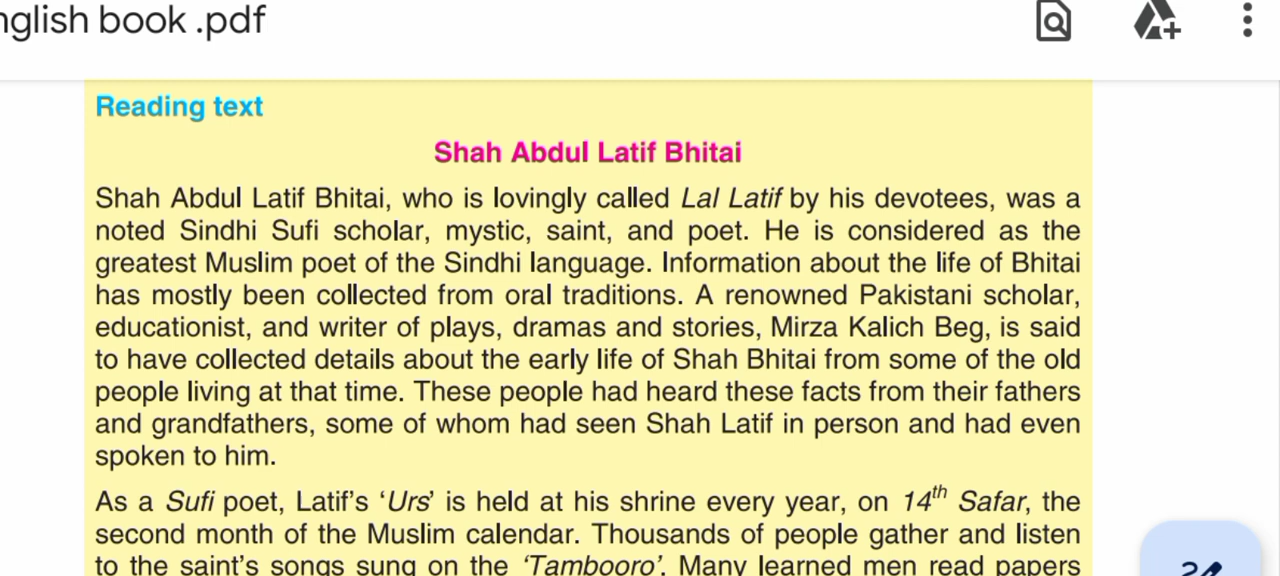 nglish book .pdf
Reading text
Shah Abdul Latif Bhitai
Shah Abdul Latif Bhitai, who is lovingly called Lal Latif by his devotees, was a
noted Sindhi Sufi scholar, mystic, saint, and poet. He is considered as the
greatest Muslim poet of the Sindhi language. Information about the life of Bhitai
has mostly been collected from oral traditions. A renowned Pakistani scholar,
educationist, and writer of plays, dramas and stories, Mirza Kalich Beg, is said
to have collected details about the early life of Shah Bhitai from some of the old
people living at that time. These people had heard these facts from their fathers
and grandfathers, some of whom had seen Shah Latif in person and had even
spoken to him.
As a Sufi poet, Latif's 'Urs' is held at his shrine every year, on 14th Safar, the
second month of the Muslim calendar. Thousands of people gather and listen
to the saint's songs sung on the 'Tambooro'. Many learned men read papers